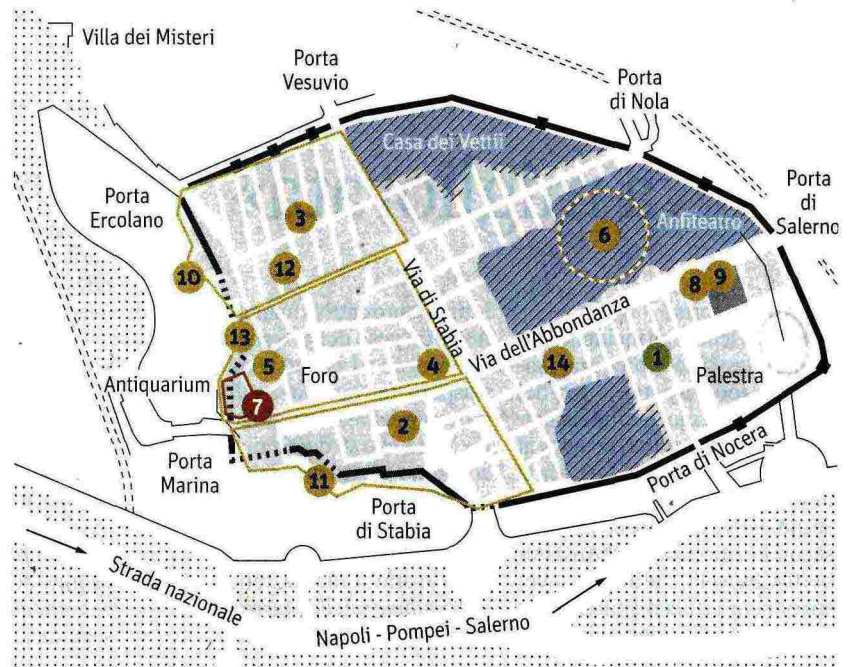 Villa dei Misteri
Porta
Vesuvio
Porta
di Nola
Casa dei Vettii
Porta
Ercolano
Porta
di
Salerno
3
6
Anfiteatro
12
10
8
9
Via di Stabia
Via dell'Abbondanza
13
5
Foro
4
14
1
Antiquarium
Palestra
7
2
Porta
Marina
11
Porta
di Stabia
Porta di Nocera
Strada nazionale
Napoli - Pompei - Salerno